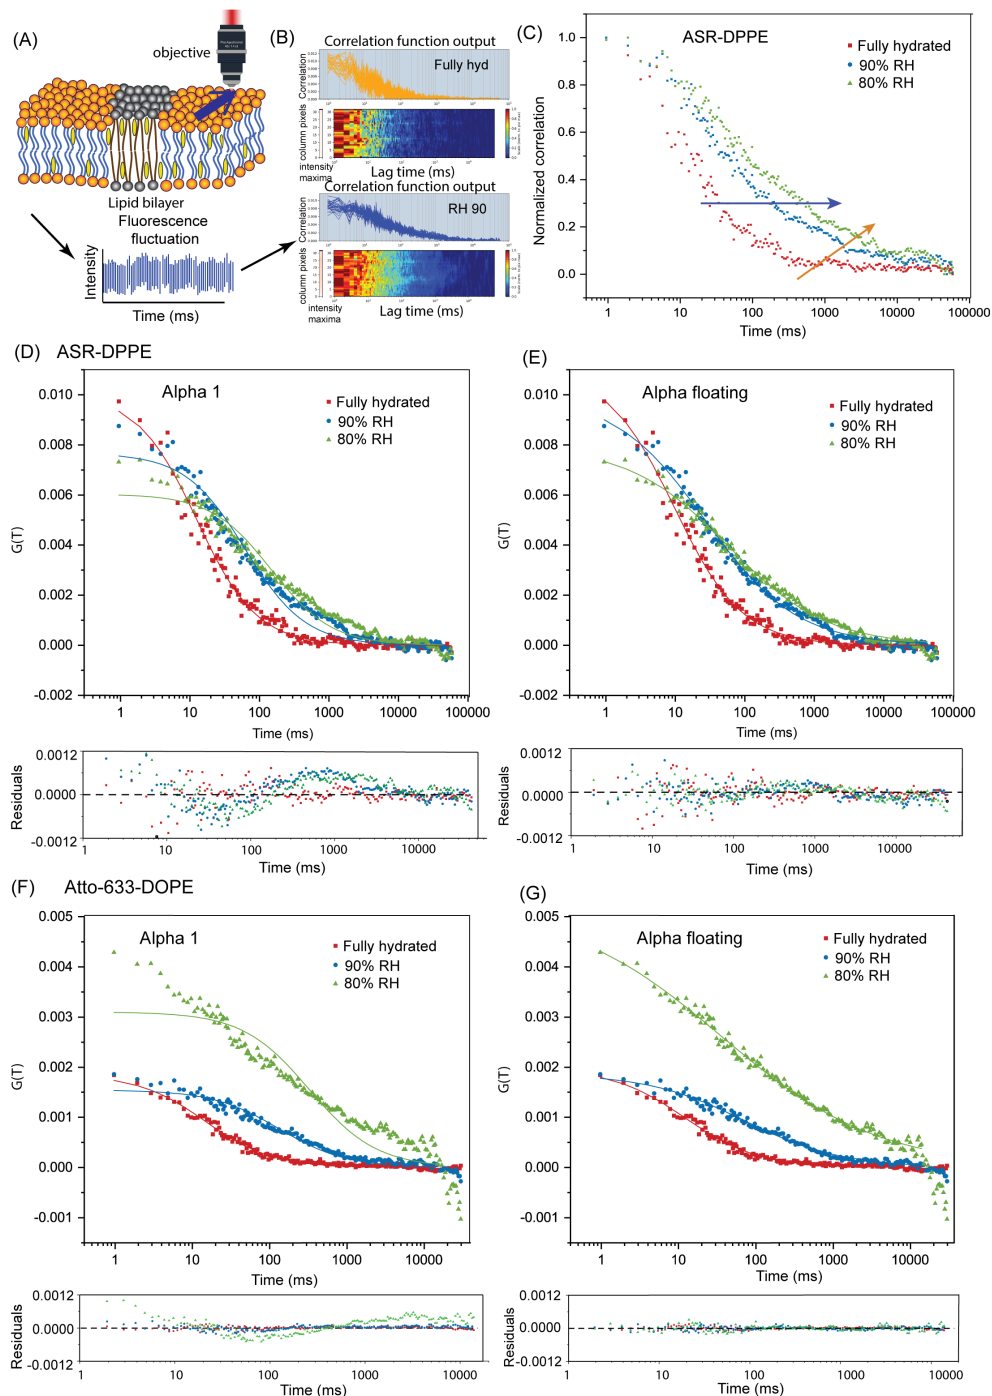 (A)
objective
Lipid bilayer
Fluorescence
fluctuation
Intensity
Time (ms)
(B)
Correlation function output
Fully hyd
Correlation
column pixels
intensity
maxima
Lag time (ms)
Correlation function output
RH 90
Correlation
column pixels
intensity
maxima
Lag time (ms)
(C)
ASR-DPPE
Fully hydrated
90% RH
80% RH
Normalized correlation
1.0
0.8
0.6
0.4
0.2
0.0
1
10
100
1000
10000
100000
Time (ms)
(D) ASR-DPPE
Alpha 1
Fully hydrated
90% RH
80% RH
G(T)
0.010
0.008
0.006
0.004
0.002
0.000
-0.002
1
10
100
1000
10000
100000
Time (ms)
Residuals
0.0012
0.0000
-0.0012
1
10
100
1000
10000
Time (ms)
(E)
Alpha floating
Fully hydrated
90% RH
80% RH
G(T)
0.010
0.008
0.006
0.004
0.002
0.000
-0.002
1
10
100
1000
10000
100000
Time (ms)
Residuals
0.0012
0.0000
-0.0012
1
10
100
1000
10000
Time (ms)
(F) Atto-633-DOPE
Alpha 1
Fully hydrated
90% RH
80% RH
G(T)
0.005
0.004
0.003
0.002
0.001
0.000
-0.001
1
10
100
1000
10000
Time (ms)
Residuals
0.0012
0.0000
-0.0012
1
10
100
1000
10000
Time (ms)
(G)
Alpha floating
Fully hydrated
90% RH
80% RH
G(T)
0.005
0.004
0.003
0.002
0.001
0.000
-0.001
1
10
100
1000
10000
Time (ms)
Residuals
0.0012
0.0000
-0.0012
1
10
100
1000
10000
Time (ms)